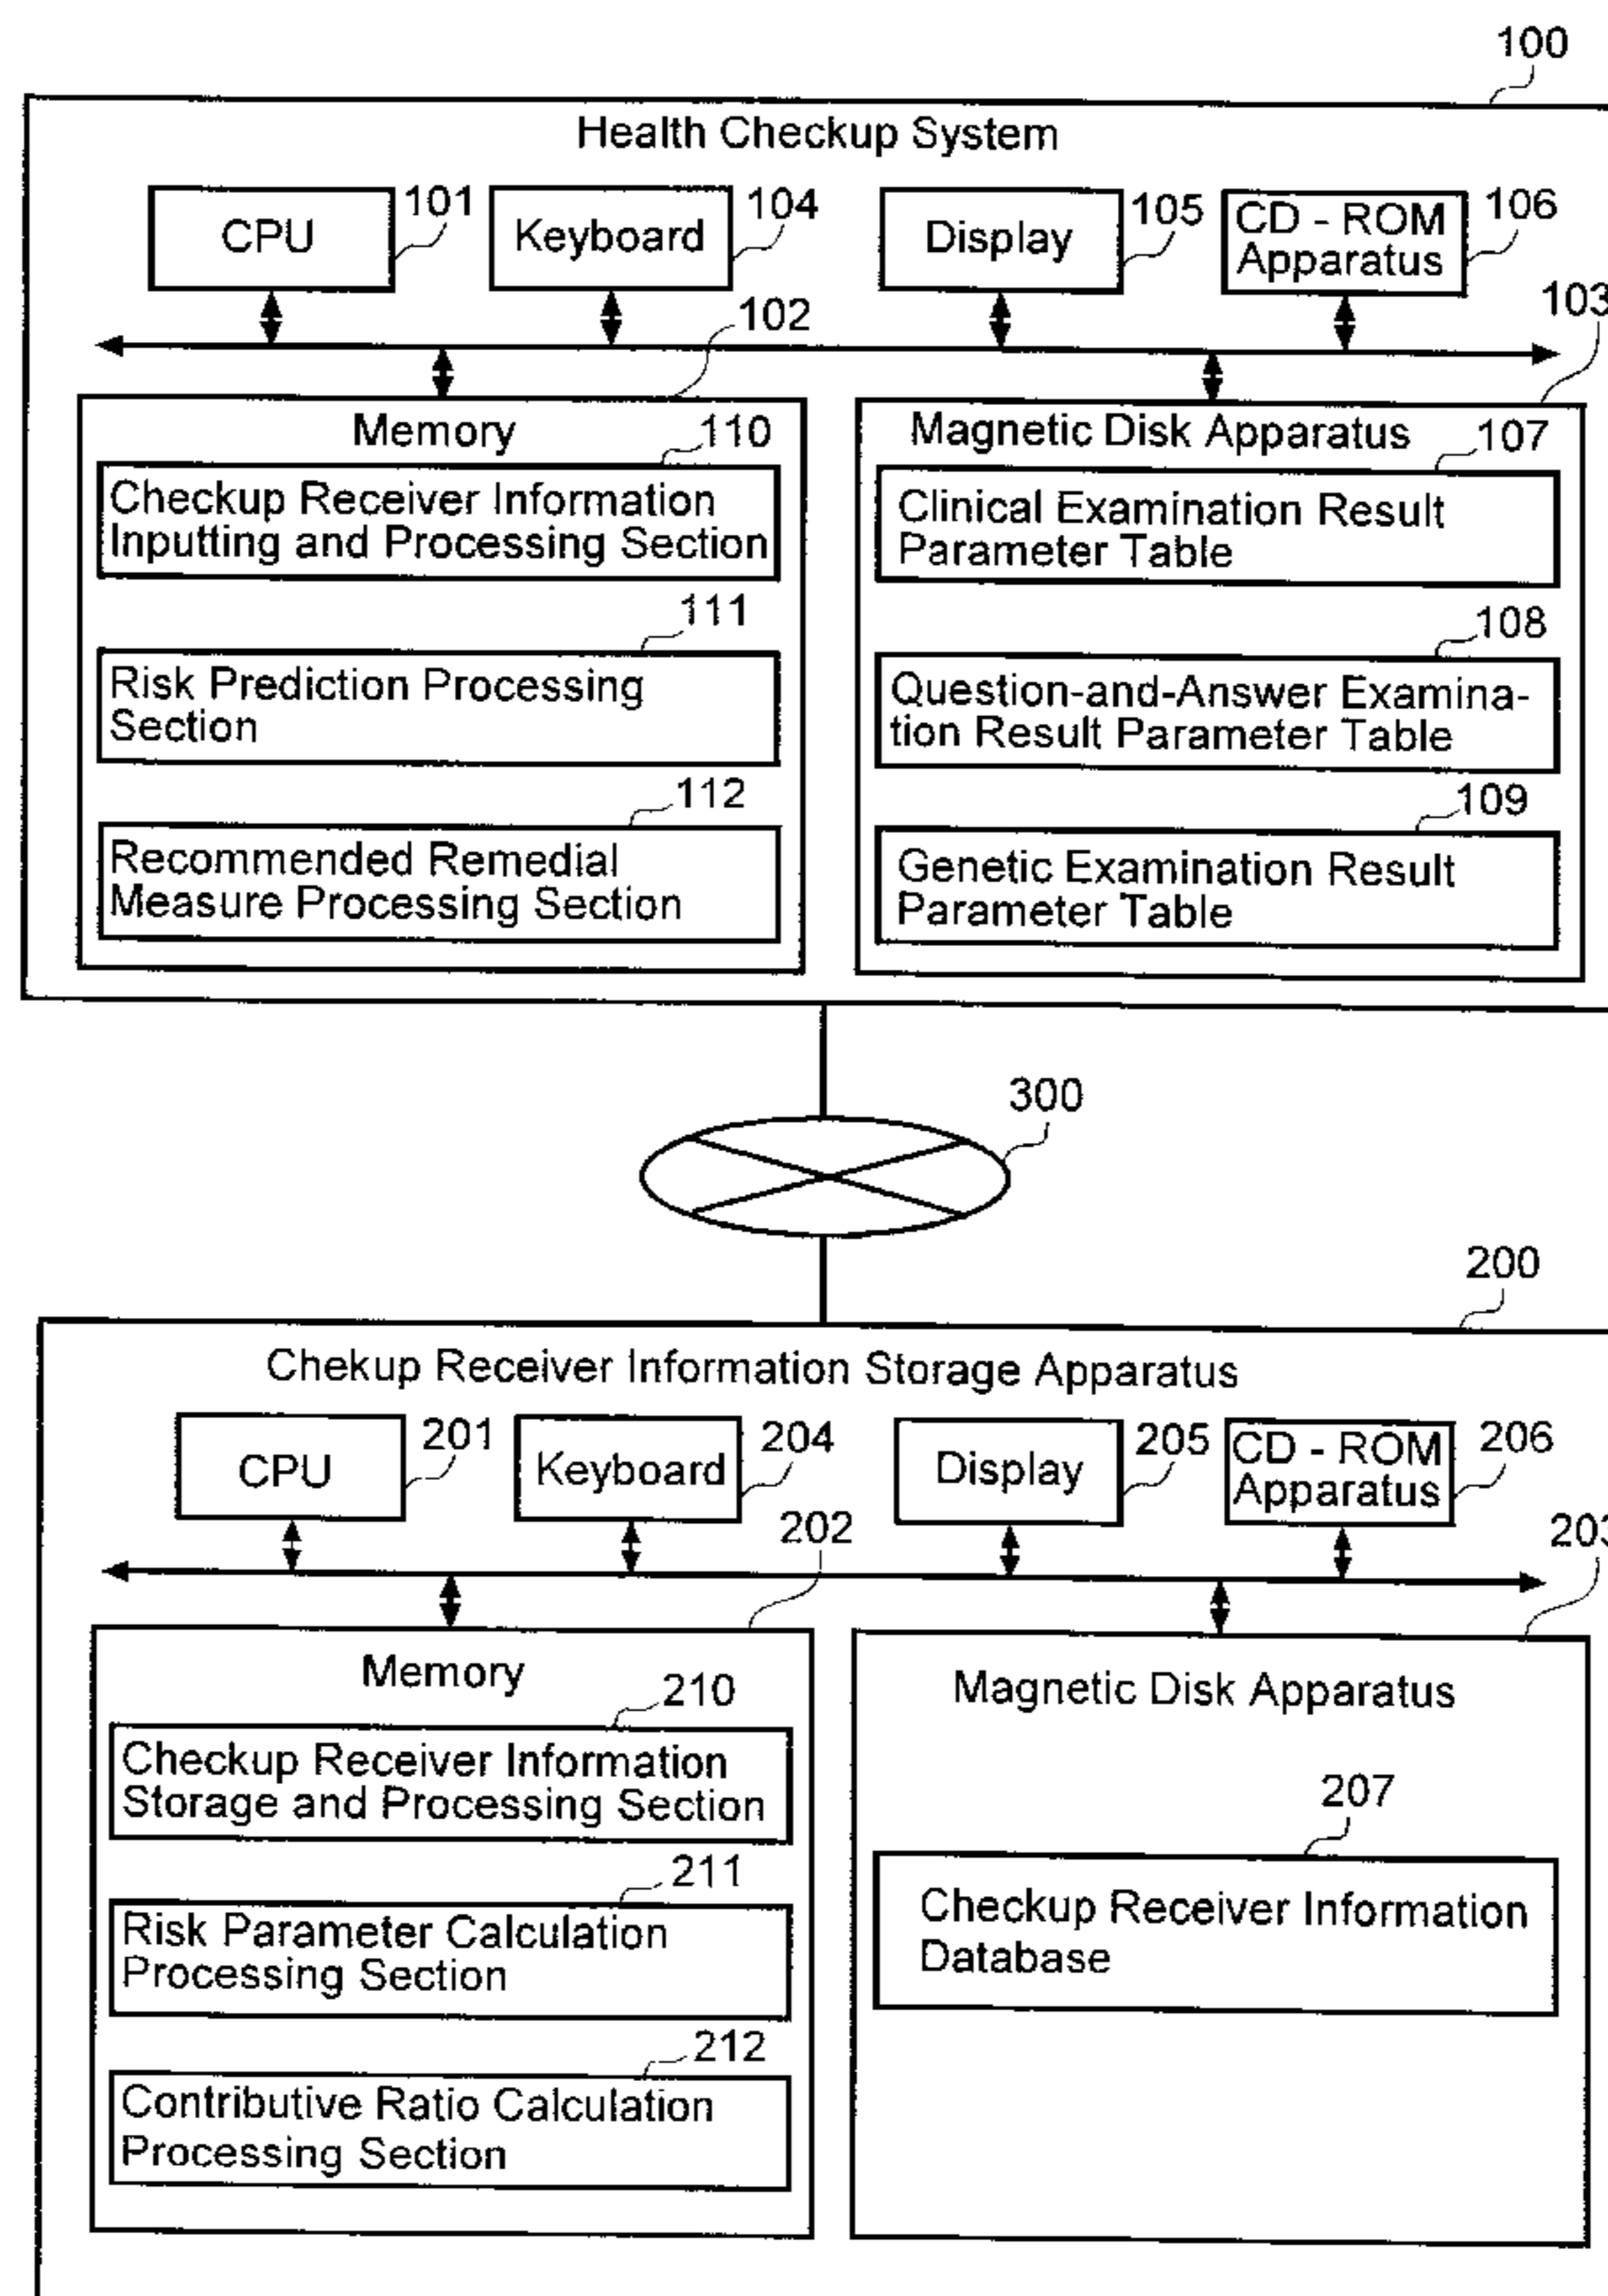 100
Health Checkup System
CPU
101
Keyboard
104
Display
105
CD - ROM
Apparatus
106
102
103
Memory
110
Checkup Receiver Information
Inputting and Processing Section
111
Risk Prediction Processing
Section
112
Recommended Remedial
Measure Processing Section
Magnetic Disk Apparatus
107
Clinical Examination Result
Parameter Table
108
Question-and-Answer Examina-
tion Result Parameter Table
109
Genetic Examination Result
Parameter Table
300
200
Chekup Receiver Information Storage Apparatus
CPU
201
Keyboard
204
Display
205
CD - ROM
Apparatus
206
202
203
Memory
210
Checkup Receiver Information
Storage and Processing Section
211
Risk Parameter Calculation
Processing Section
212
Contributive Ratio Calculation
Processing Section
Magnetic Disk Apparatus
207
Checkup Receiver Information
Database